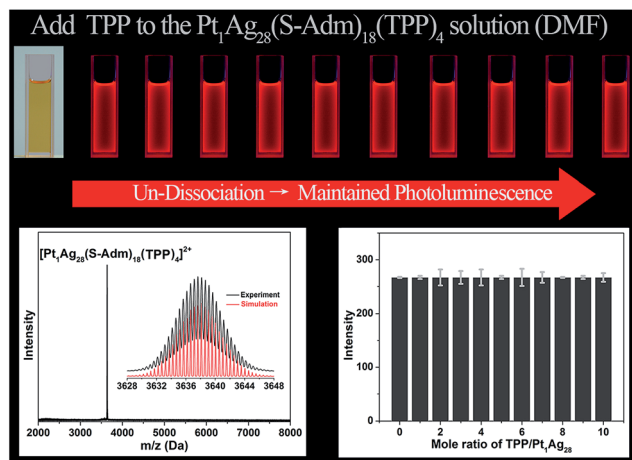 Add TPP to the Pt₁Ag₂₈(S-Adm)₁₈(TPP)₄ solution (DMF)
Un-Dissociation → Maintained Photoluminescence
[Pt₁Ag₂₈(S-Adm)₁₈(TPP)₄]²⁺
Experiment
Simulation
3628 3632 3636 3640 3644 3648
Intensity
2000 3000 4000 5000 6000 7000 8000
m/z (Da)
300
200
100
0
Intensity
0 2 4 6 8 10
Mole ratio of TPP/Pt₁Ag₂₈